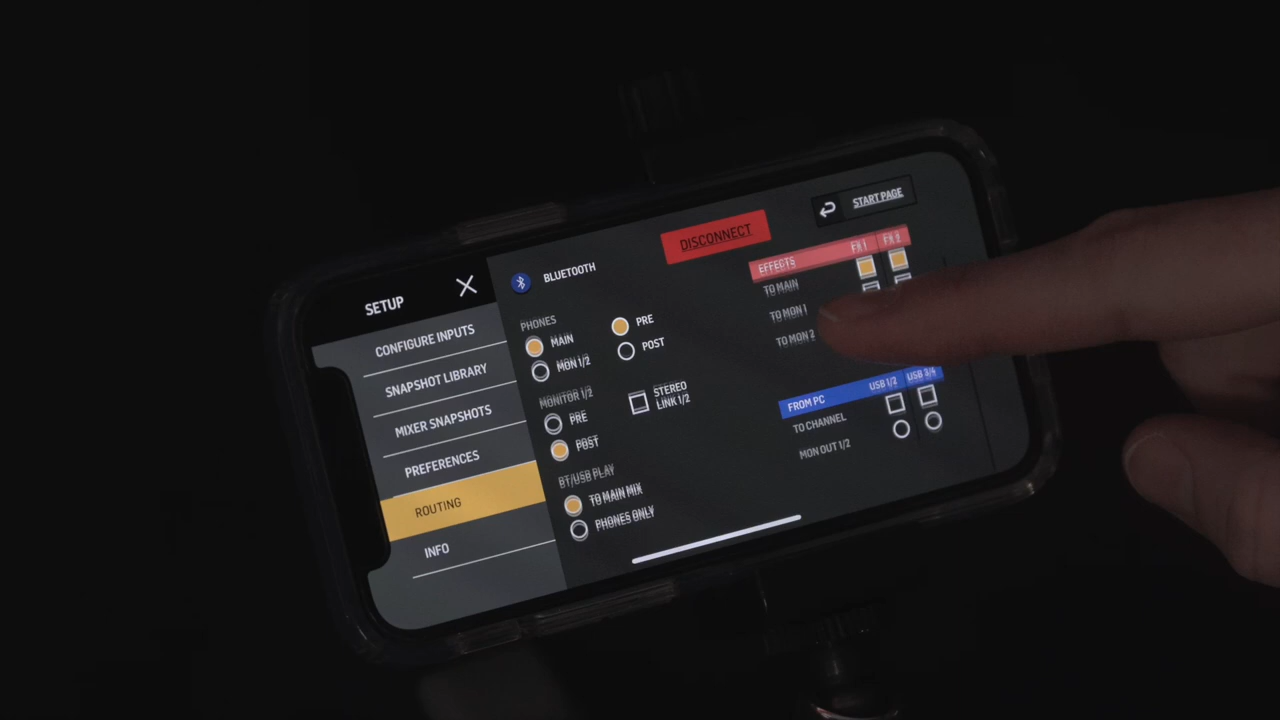 SETUP
CONFIGURE INPUTS
SNAPSHOT LIBRARY
MIXER SNAPSHOTS
PREFERENCES
ROUTING
INFO
BLUETOOTH
DISCONNECT
START PAGE
PHONES
MAIN
MON 1/2
PRE
POST
MONITOR 1/2
PRE
POST
STEREO
LINK 1/2
BT/USB PLAY
TO MAIN MIX
PHONES ONLY
EFFECTS FX 1 FX 2
TO MAIN
TO MON 1
TO MON 2
FROM PC USB 1/2 USB 3/4
TO CHANNEL
MON OUT 1/2